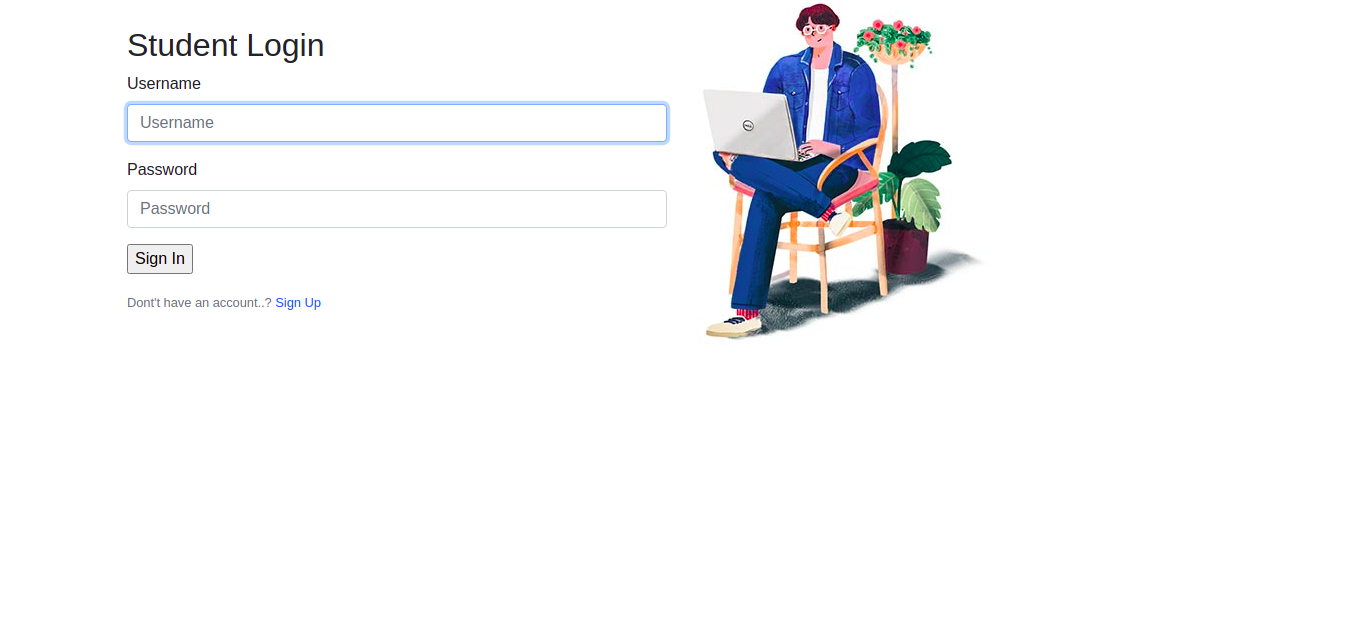 Student Login
Username
Username
Password
Password
Sign In
Dont't have an account..? Sign Up